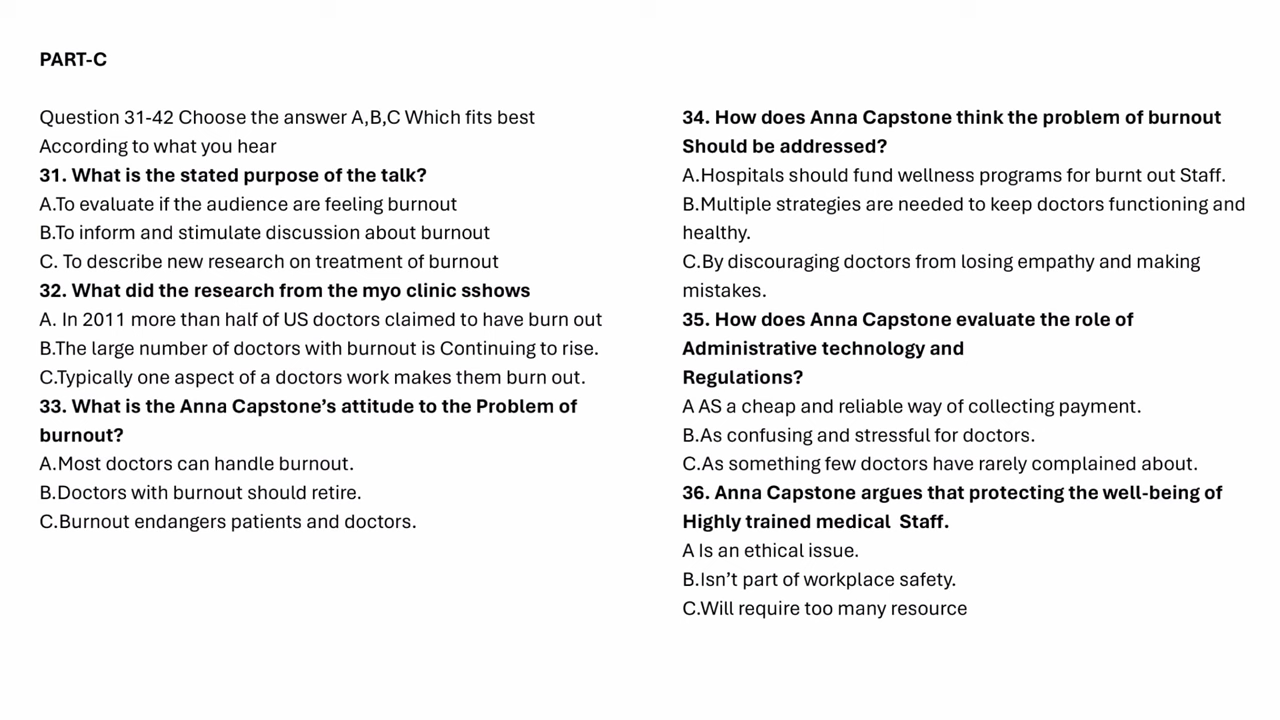 PART-C
Question 31-42 Choose the answer A,B,C Which fits best
According to what you hear
31. What is the stated purpose of the talk?
A.To evaluate if the audience are feeling burnout
B.To inform and stimulate discussion about burnout
C. To describe new research on treatment of burnout
32. What did the research from the myo clinic sshows
A. In 2011 more than half of US doctors claimed to have burn out
B.The large number of doctors with burnout is Continuing to rise.
C.Typically one aspect of a doctors work makes them burn out.
33. What is the Anna Capstone’s attitude to the Problem of
burnout?
A.Most doctors can handle burnout.
B.Doctors with burnout should retire.
C.Burnout endangers patients and doctors.
34. How does Anna Capstone think the problem of burnout
Should be addressed?
A.Hospitals should fund wellness programs for burnt out Staff.
B.Multiple strategies are needed to keep doctors functioning and
healthy.
C.By discouraging doctors from losing empathy and making
mistakes.
35. How does Anna Capstone evaluate the role of
Administrative technology and
Regulations?
A AS a cheap and reliable way of collecting payment.
B.As confusing and stressful for doctors.
C.As something few doctors have rarely complained about.
36. Anna Capstone argues that protecting the well-being of
Highly trained medical  Staff.
A Is an ethical issue.
B.Isn’t part of workplace safety.
C.Will require too many resource